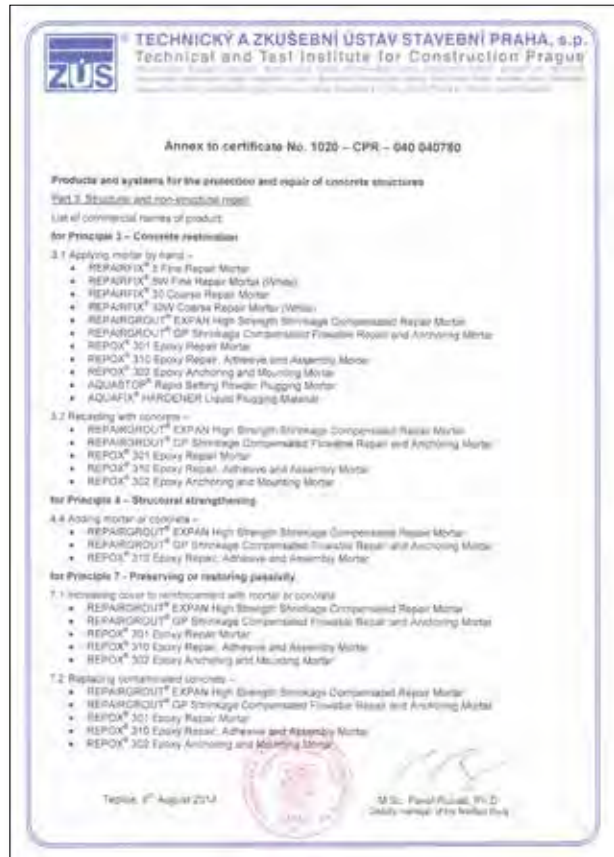 TECHNICKÝ A ZKUŠEBNÍ ÚSTAV STAVEBNÍ PRAHA, s.p.
Technical and Test Institute for Construction Prague
ZÚS
Annex to certificate No. 1020 – CPR – 040 040780
Products and systems for the protection and repair of concrete structures
Part 3: Structural and non-structural repair
List of commercial names of product:
for Principle 3 – Concrete restoration
3.1 Applying mortar by hand –
• REPAIRFIX® 5 Fine Repair Mortar
• REPAIRFIX® 5W Fine Repair Mortar (White)
• REPAIRFIX® 30 Coarse Repair Mortar
• REPAIRFIX® 30W Coarse Repair Mortar (White)
• REPAIRGROUT® EXPAN High Strength Shrinkage Compensated Repair Mortar
• REPAIRGROUT® GP Shrinkage Compensated Flowable Repair and Anchoring Mortar
• REPOX® 301 Epoxy Repair Mortar
• REPOX® 310 Epoxy Repair, Adhesive and Assembly Mortar
• REPOX® 302 Epoxy Anchoring and Mounting Mortar
• AQUASTOP® Rapid Setting Powder Plugging Mortar
• AQUAFIX® HARDENER Liquid Plugging Material
3.2 Recasting with concrete –
• REPAIRGROUT® EXPAN High Strength Shrinkage Compensated Repair Mortar
• REPAIRGROUT® GP Shrinkage Compensated Flowable Repair and Anchoring Mortar
• REPOX® 301 Epoxy Repair Mortar
• REPOX® 310 Epoxy Repair, Adhesive and Assembly Mortar
• REPOX® 302 Epoxy Anchoring and Mounting Mortar
for Principle 4 – Structural strengthening
4.4 Adding mortar or concrete –
• REPAIRGROUT® EXPAN High Strength Shrinkage Compensated Repair Mortar
• REPAIRGROUT® GP Shrinkage Compensated Flowable Repair and Anchoring Mortar
• REPOX® 310 Epoxy Repair, Adhesive and Assembly Mortar
for Principle 7 - Preserving or restoring passivity
7.1 Increasing cover to reinforcement with mortar or concrete
• REPAIRGROUT® EXPAN High Strength Shrinkage Compensated Repair Mortar
• REPAIRGROUT® GP Shrinkage Compensated Flowable Repair and Anchoring Mortar
• REPOX® 301 Epoxy Repair Mortar
• REPOX® 310 Epoxy Repair, Adhesive and Assembly Mortar
• REPOX® 302 Epoxy Anchoring and Mounting Mortar
7.2 Replacing contaminated concrete –
• REPAIRGROUT® EXPAN High Strength Shrinkage Compensated Repair Mortar
• REPAIRGROUT® GP Shrinkage Compensated Flowable Repair and Anchoring Mortar
• REPOX® 301 Epoxy Repair Mortar
• REPOX® 310 Epoxy Repair, Adhesive and Assembly Mortar
• REPOX® 302 Epoxy Anchoring and Mounting Mortar
Teplice, August
M.Sc. Pavel Ph.D.
Deputy manager of the Notified Body